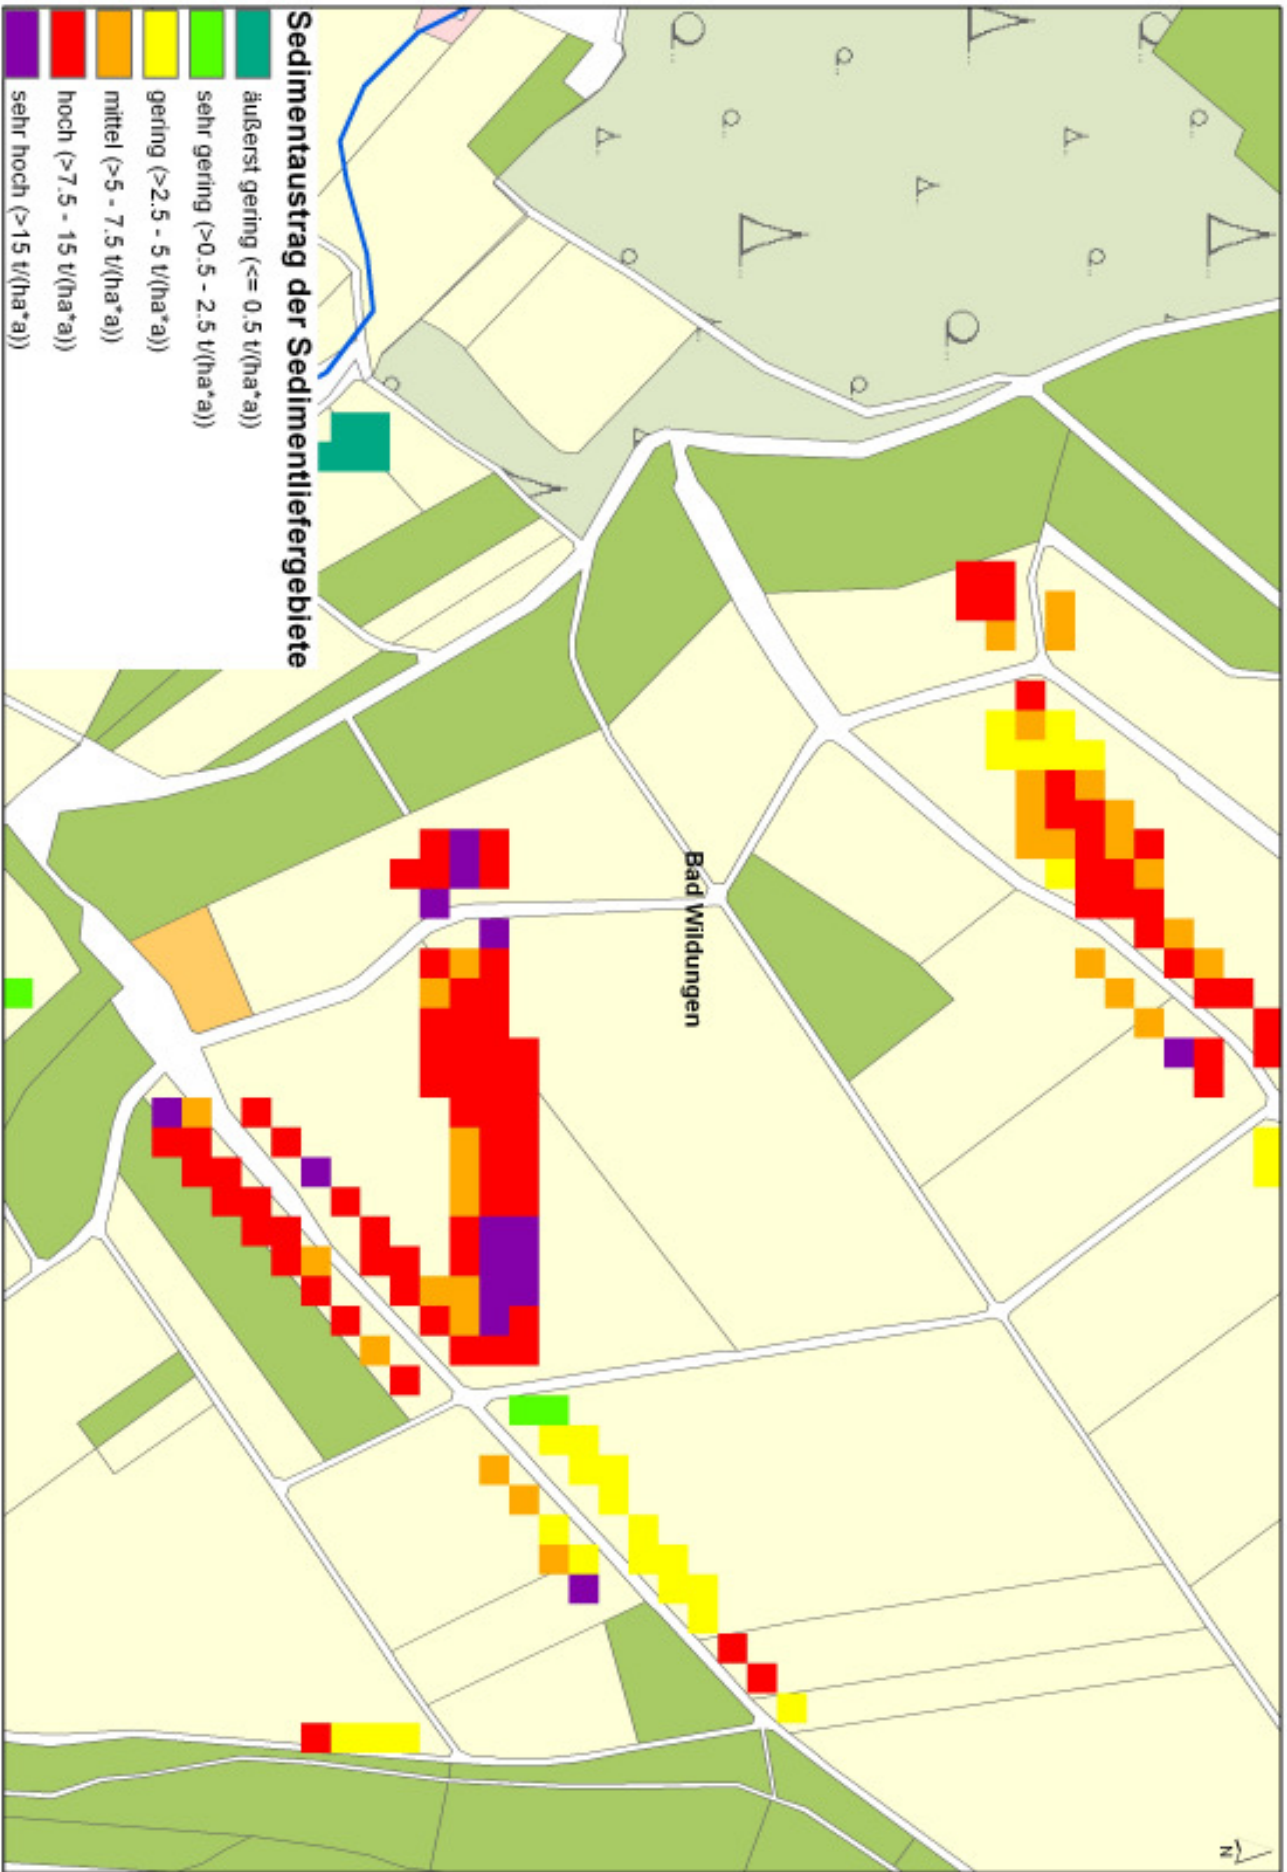 Sedimentaustrag der Sedimentliefergebiete
äußerst gering (<= 0.5 t/(ha*a))
sehr gering (>0.5 - 2.5 t/(ha*a))
gering (>2.5 - 5 t/(ha*a))
mittel (>5 - 7.5 t/(ha*a))
hoch (>7.5 - 15 t/(ha*a))
sehr hoch (>15 t/(ha*a))
Bad Wildungen
N